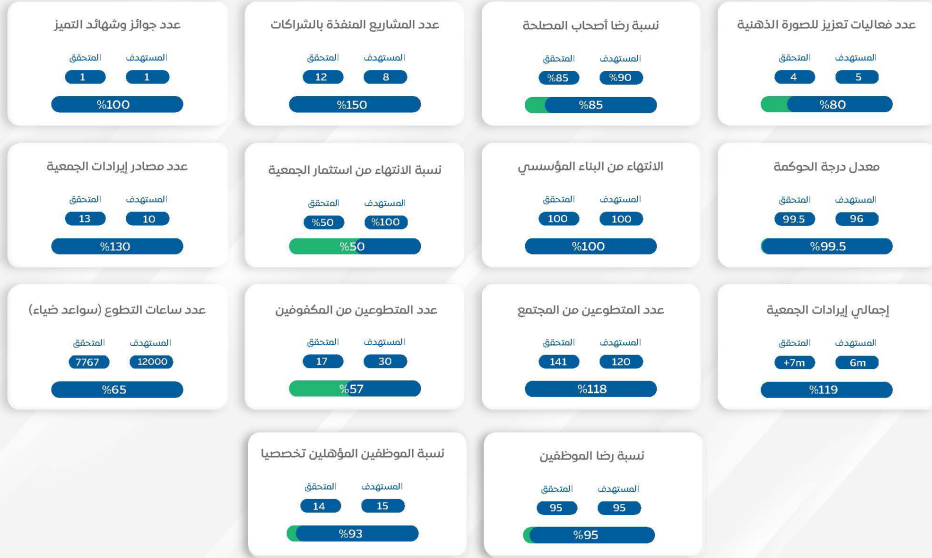 عدد فعاليات تعزيز للصورة الذهنية
المستهدف المتحقق
5 4
%80
نسبة رضا أصحاب المصلحة
المستهدف المتحقق
%90 %85
%85
عدد المشاريع المنفذة بالشراكات
المستهدف المتحقق
8 12
%150
عدد جوائز وشهائد التميز
المستهدف المتحقق
1 1
%100
معدل درجة الحوكمة
المستهدف المتحقق
96 99.5
%99.5
الانتهاء من البناء المؤسسي
المستهدف المتحقق
100 100
%100
نسبة الانتهاء من استثمار الجمعية
المستهدف المتحقق
%100 %50
%50
عدد مصادر إيرادات الجمعية
المستهدف المتحقق
10 13
%130
إجمالي إيرادات الجمعية
المستهدف المتحقق
6m +7m
%119
عدد المتطوعين من المجتمع
المستهدف المتحقق
120 141
%118
عدد المتطوعين من المكفوفين
المستهدف المتحقق
30 17
%57
عدد ساعات التطوع (سواعد ضياء)
المستهدف المتحقق
12000 7767
%65
نسبة رضا الموظفين
المستهدف المتحقق
95 95
%95
نسبة الموظفين المؤهلين تخصصيا
المستهدف المتحقق
15 14
%93